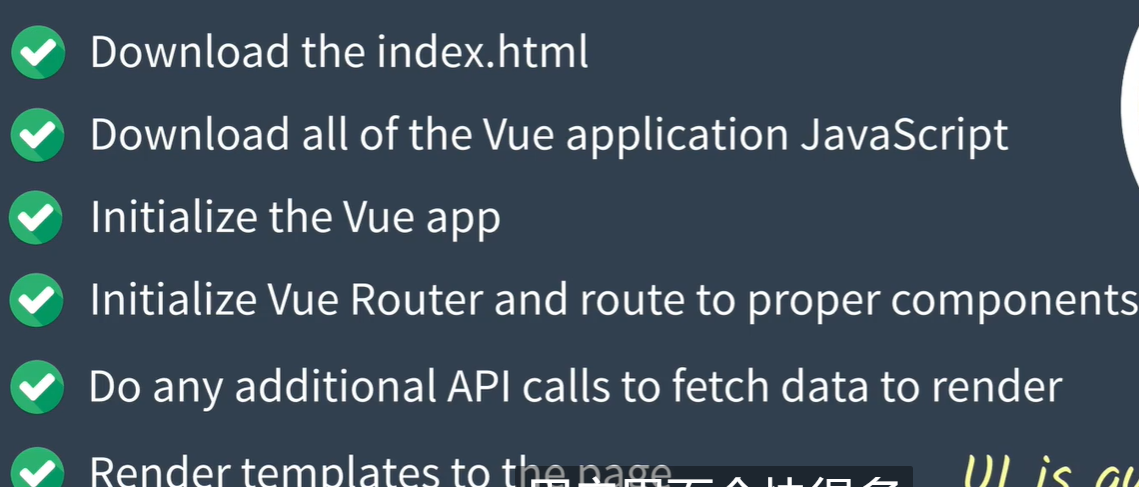 Download the index.html
Download all of the Vue application JavaScript
Initialize the Vue app
Initialize Vue Router and route to proper components
Do any additional API calls to fetch data to render
Render templates to the page
UI is